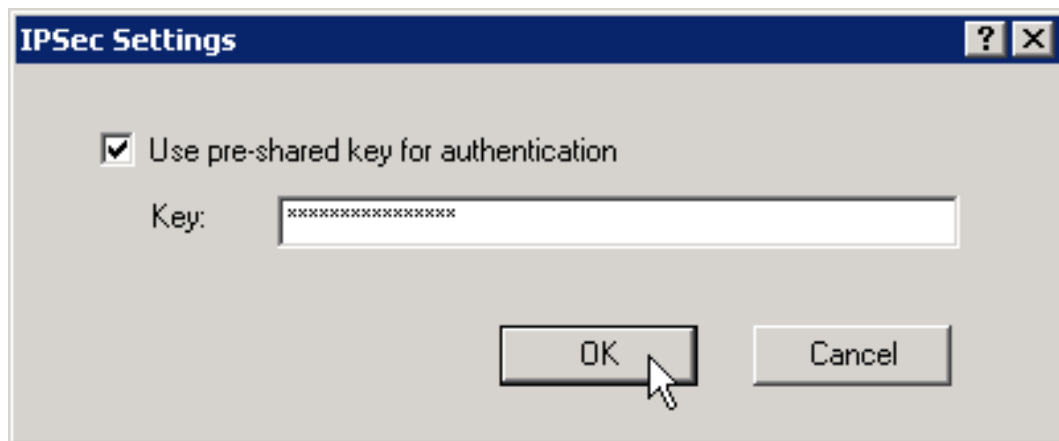 IPSec Settings
Use pre-shared key for authentication
Key: ****************
OK Cancel